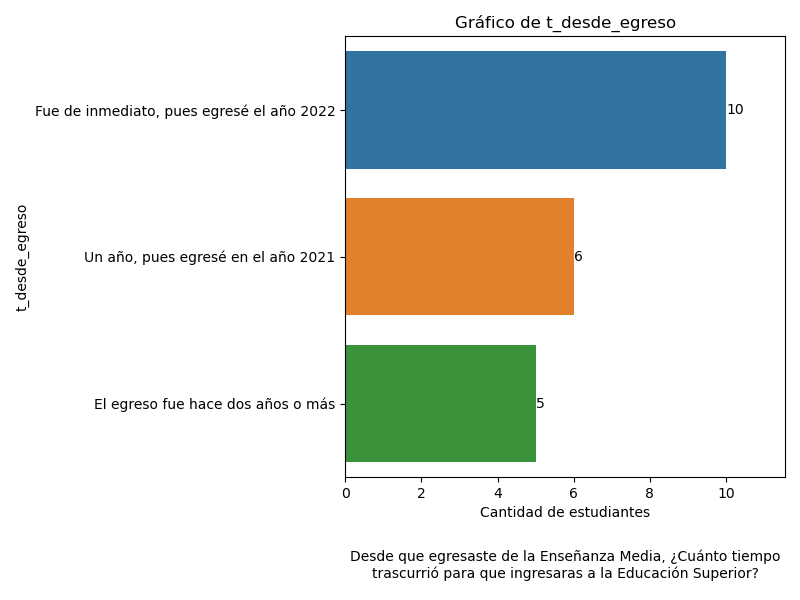 Gráfico de t_desde_egreso
Fue de inmediato, pues egresé el año 2022
10
Un año, pues egresé en el año 2021
6
El egreso fue hace dos años o más
5
t_desde_egreso
0 2 4 6 8 10
Cantidad de estudiantes
Desde que egresaste de la Enseñanza Media, ¿Cuánto tiempo
trascurrió para que ingresaras a la Educación Superior?